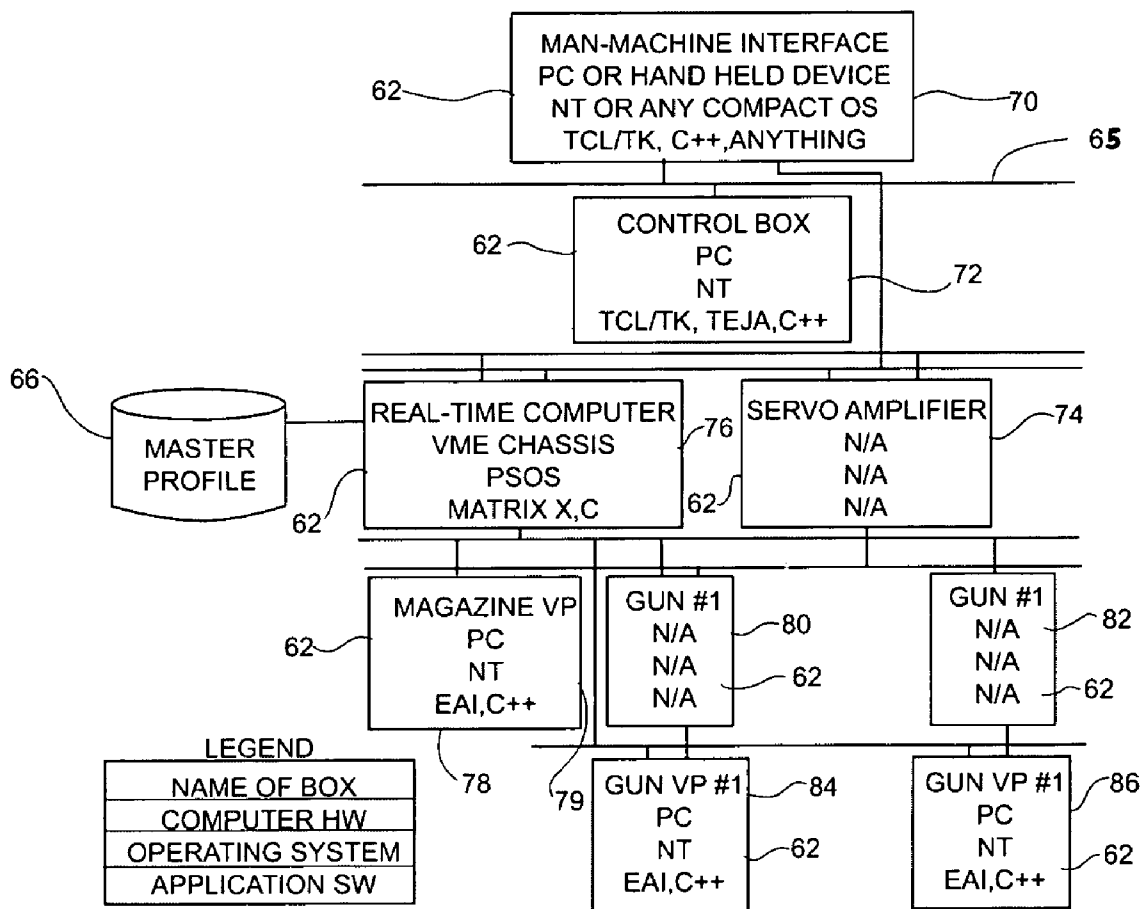 MAN-MACHINE INTERFACE
PC OR HAND HELD DEVICE
NT OR ANY COMPACT OS
TCL/TK, C++,ANYTHING
62
70
65
CONTROL BOX
PC
NT
TCL/TK, TEJA,C++
62
72
66
MASTER
PROFILE
REAL-TIME COMPUTER
VME CHASSIS
PSOS
MATRIX X,C
76
62
SERVO AMPLIFIER
N/A
N/A
N/A
74
62
MAGAZINE VP
PC
NT
EAI,C++
62
78
79
GUN #1
N/A
N/A
N/A
80
62
GUN #1
N/A
N/A
N/A
82
62
GUN VP #1
PC
NT
EAI,C++
84
62
GUN VP #1
PC
NT
EAI,C++
86
62
LEGEND
NAME OF BOX
COMPUTER HW
OPERATING SYSTEM
APPLICATION SW